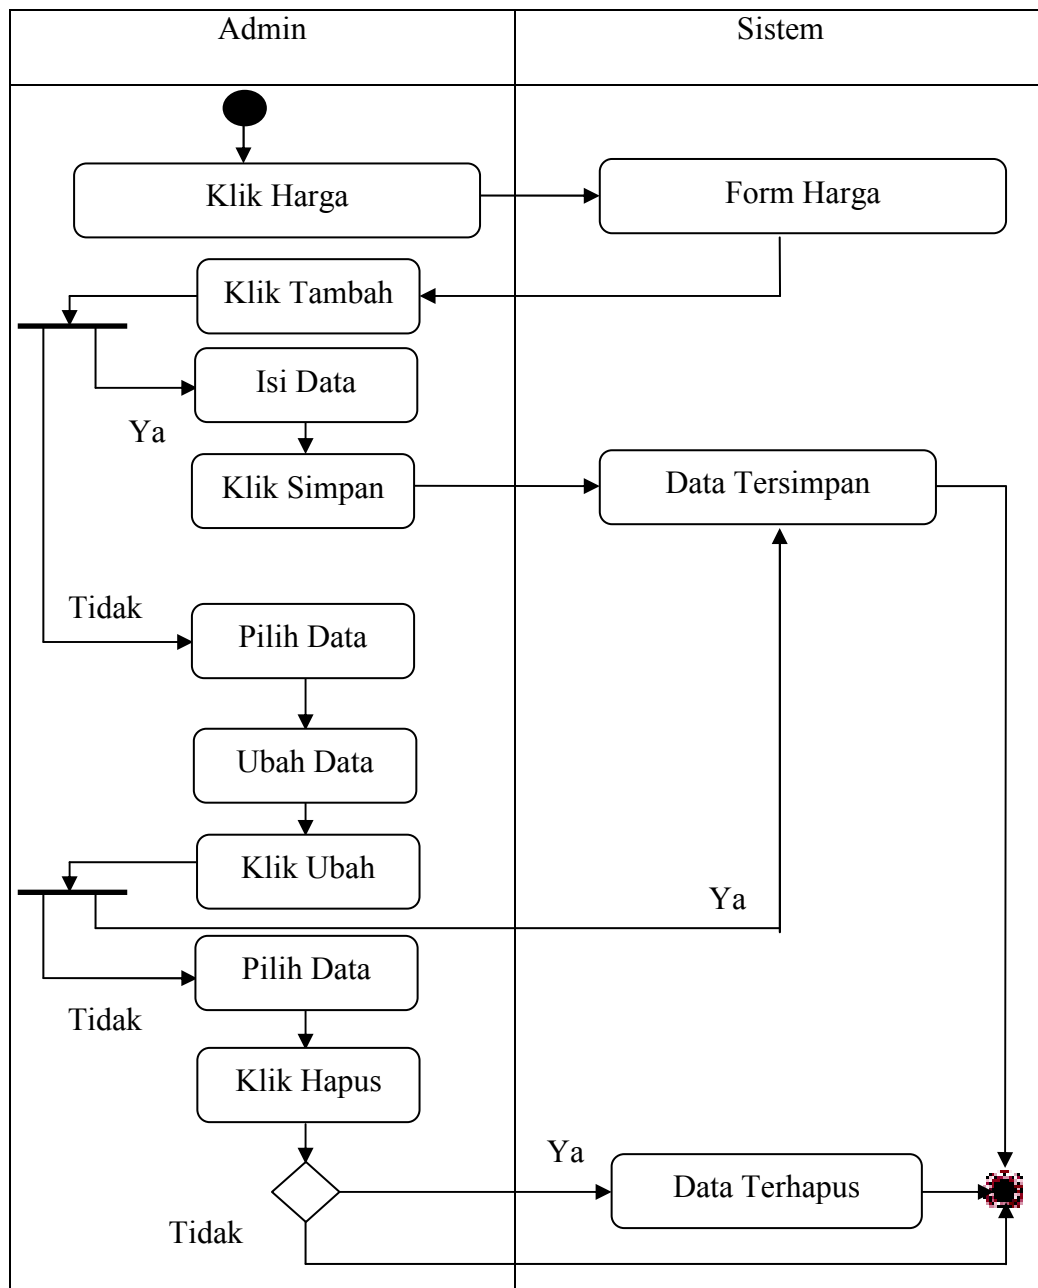 Admin
Sistem
Klik Harga
Form Harga
Klik Tambah
Isi Data
Ya
Klik Simpan
Data Tersimpan
Tidak
Pilih Data
Ubah Data
Klik Ubah
Ya
Pilih Data
Tidak
Klik Hapus
Ya
Data Terhapus
Tidak